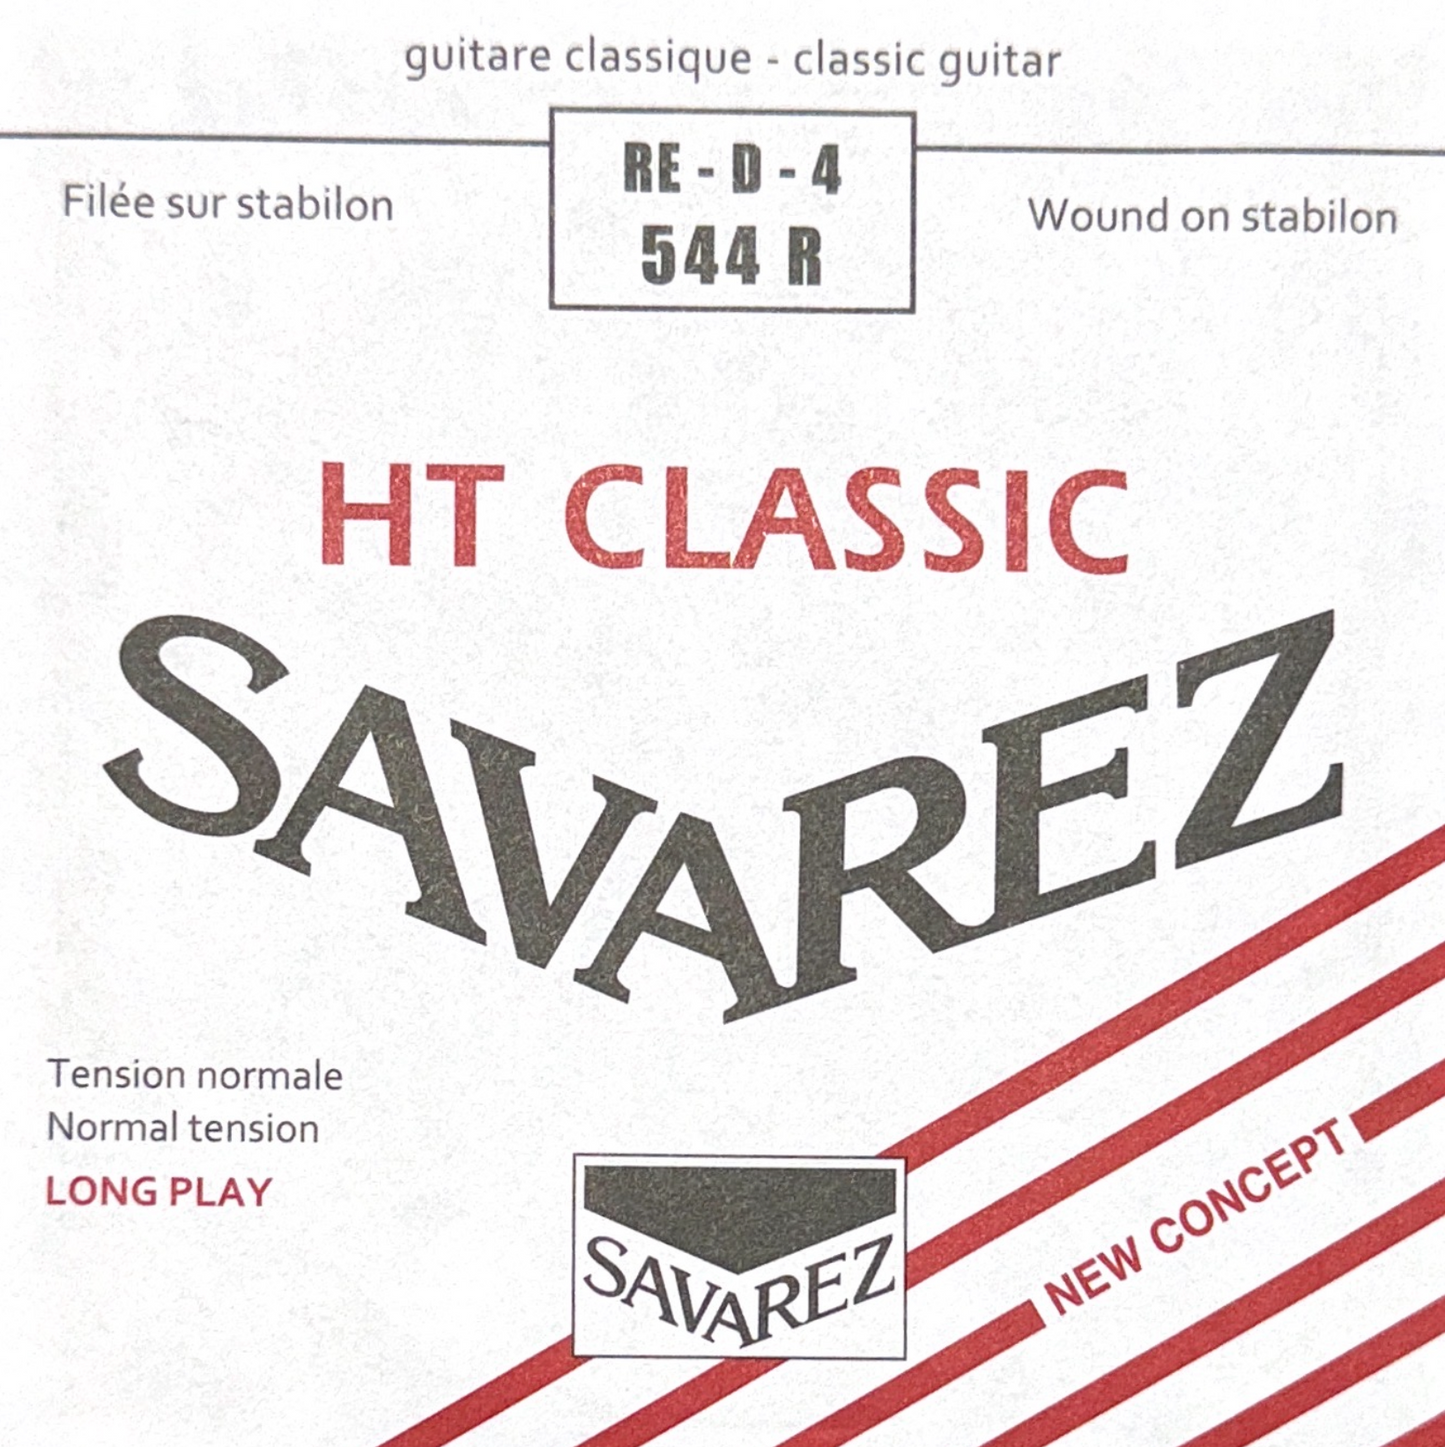 guitare classique - classic guitar
RE - D - 4
544 R
Filée sur stabilon
Wound on stabilon
HT CLASSIC
SAVAREZ
Tension normale
Normal tension
LONG PLAY
SAVAREZ
NEW CONCEPT